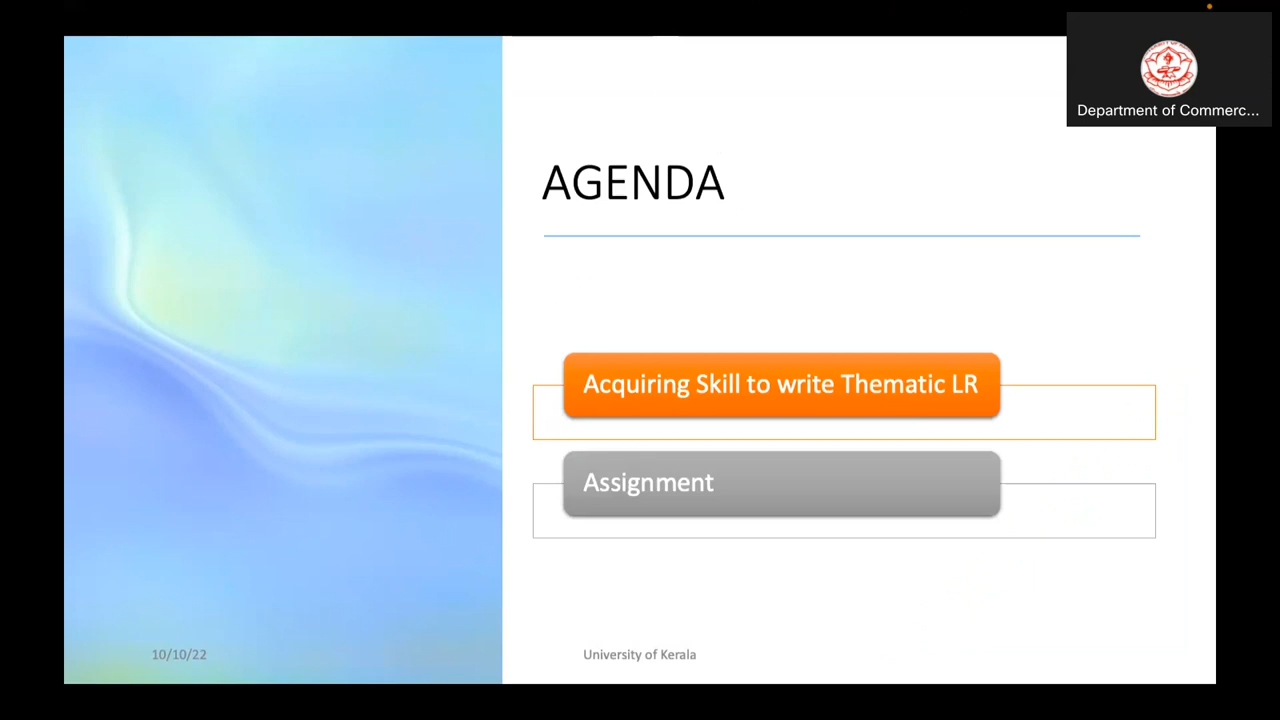 Department of Commerc...
AGENDA
Acquiring Skill to write Thematic LR
Assignment
10/10/22
University of Kerala